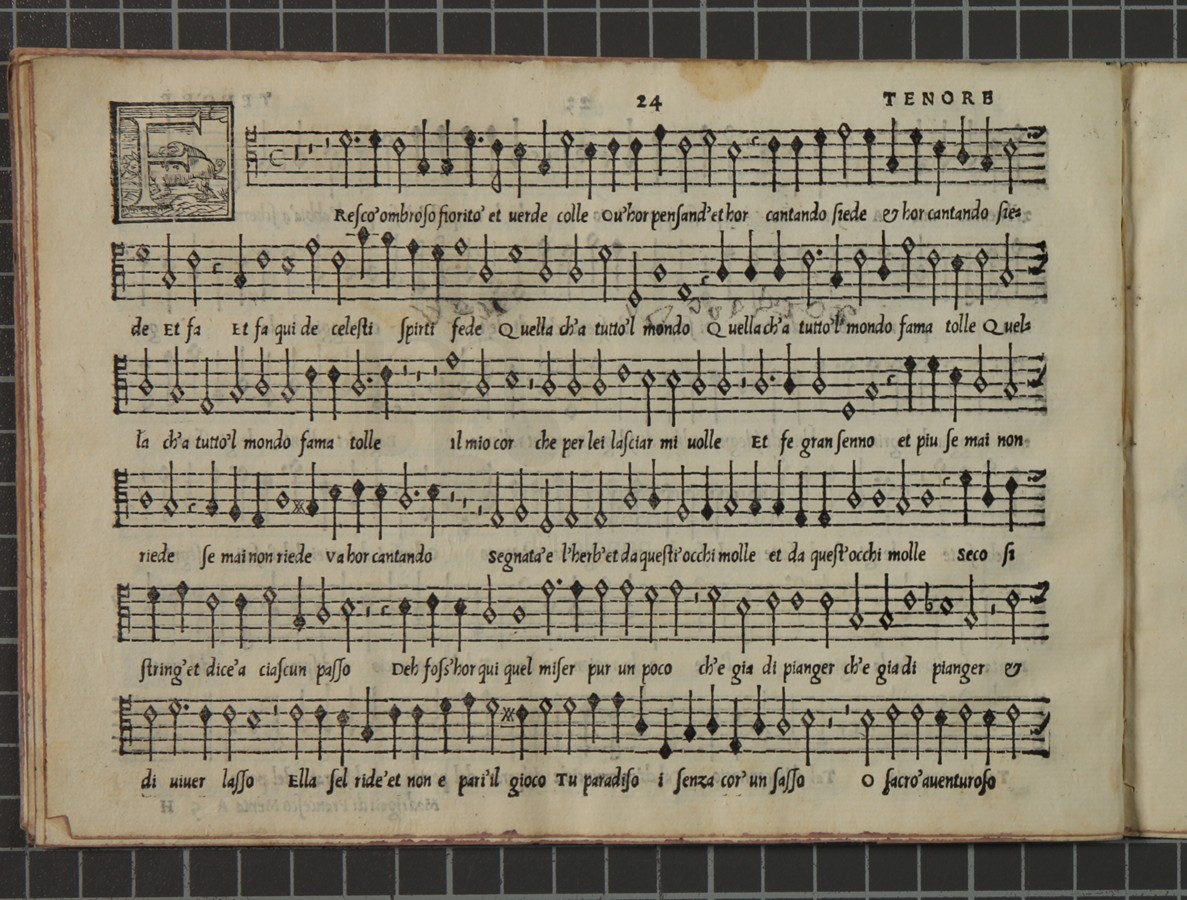 24
TENORE
FReſco'ombroſo fiorito' et uerde colle Ou'hor penſand'et hor cantando ſiede & hor cantando ſie=
de Et fa Et fa qui de celeſti ſpirti fede Quella ch'a tutto'l mondo Quella ch'a tutto'l mondo fama tolle Quel=
la ch'a tutto'l mondo fama tolle il mio cor che per lei laſciar mi uolle Et fe gran ſenno et piu ſe mai non
riede ſe mai non riede Va hor cantando Segnata'e l'herb'et da queſti'occhi molle et da queſt'occhi molle Seco ſi
ſtring'et dice'a ciaſcun paſſo Deh foſs'hor qui quel miſer pur un poco ch'e gia di pianger ch'e gia di pianger &
di uiuer laſſo Ella ſel ride'et non e pari'il gioco Tu paradiſo i ſenza cor'un ſaſſo O ſacro'auenturoſo